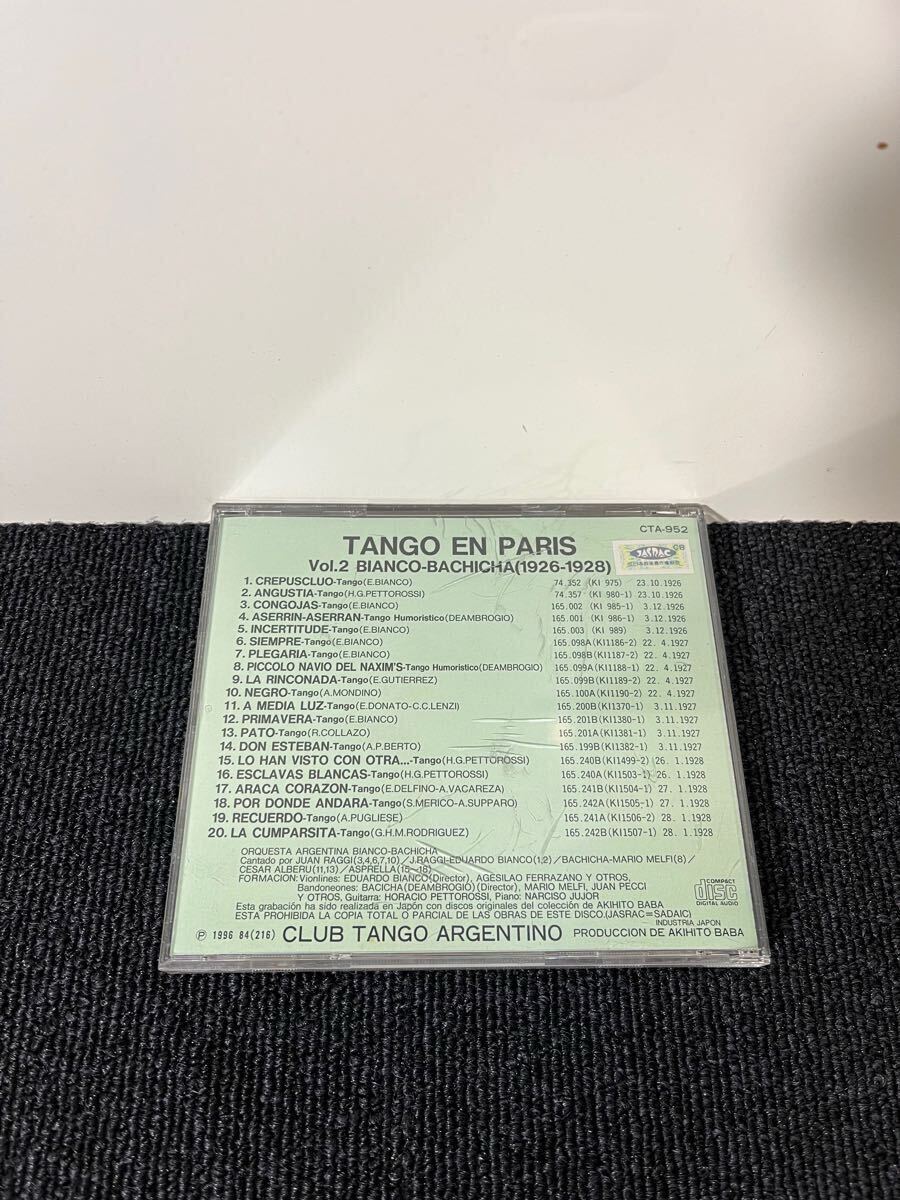 CTA-952
TANGO EN PARIS
Vol.2 BIANCO-BACHICHA(1926-1928)
JASRAC
CB
1. CREPUSCLUO-Tango(E.BIANCO) 74.352 (KI 975) 23.10.1926
2. ANGUSTIA-Tango(H.G.PETTOROSSI) 74.357 (KI 980-1) 23.10.1926
3. CONGOJAS-Tango(E.BIANCO) 165.002 (KI 985-1) 3.12.1926
4. ASERRIN-ASERRAN-Tango Humoristico(DEAMBROGIO) 165.001 (KI 986-1) 3.12.1926
5. INCERTITUDE-Tango(E.BIANCO) 165.003 (KI 989) 3.12.1926
6. SIEMPRE-Tango(E.BIANCO) 165.098A(KI1186-2) 22. 4.1927
7. PLEGARIA-Tango(E.BIANCO) 165.098B(KI1187-2) 22. 4.1927
8. PICCOLO NAVIO DEL NAXIM'S-Tango Humoristico(DEAMBROGIO) 165.099A(KI1188-1) 22. 4.1927
9. LA RINCONADA-Tango(E.GUTIERREZ) 165.099B(KI1189-2) 22. 4.1927
10. NEGRO-Tango(A.MONDINO) 165.100A(KI1190-2) 22. 4.1927
11. A MEDIA LUZ-Tango(E.DONATO-C.C.LENZI) 165.200B(KI1370-1) 3.11.1927
12. PRIMAVERA-Tango(E.BIANCO) 165.201B(KI1380-1) 3.11.1927
13. PATO-Tango(R.COLLAZO) 165.201A(KI1381-1) 3.11.1927
14. DON ESTEBAN-Tango(A.P.BERTO) 165.199B(KI1382-1) 3.11.1927
15. LO HAN VISTO CON OTRA...-Tango(H.G.PETTOROSSI) 165.240B(KI1499-2) 26. 1.1928
16. ESCLAVAS BLANCAS-Tango(H.G.PETTOROSSI) 165.240A(KI1503-1) 26. 1.1928
17. ARACA CORAZON-Tango(E.DELFINO-A.VACAREZA) 165.241B(KI1504-1) 27. 1.1928
18. POR DONDE ANDARA-Tango(S.MERICO-A.SUPPARO) 165.242A(KI1505-1) 27. 1.1928
19. RECUERDO-Tango(A.PUGLIESE) 165.241A(KI1506-2) 28. 1.1928
20. LA CUMPARSITA-Tango(G.H.M.RODRIGUEZ) 165.242B(KI1507-1) 28. 1.1928
ORQUESTA ARGENTINA BIANCO-BACHICHA
Cantado por JUAN RAGGI(3,4,6,7,10)/J.RAGGI-EDUARDO BIANCO(1,2)/BACHICHA-MARIO MELFI(8)/
CESAR ALBERU(11,13)/ASPRELLA(15~18)
FORMACION: Vionlines: EDUARDO BIANCO(Director), AGESILAO FERRAZANO Y OTROS,
Bandoneones: BACICHA(DEAMBROGIO)(Director), MARIO MELFI, JUAN PECCI
Y OTROS, Guitarra: HORACIO PETTOROSSI, Piano: NARCISO JUJOR
Esta grabación ha sido realizada en Japón con discos originales del colección de AKIHITO BABA
ESTA PROHIBIDA LA COPIA TOTAL O PARCIAL DE LAS OBRAS DE ESTE DISCO.(JASRAC=SADAIC)
COMPACT
disc
DIGITAL AUDIO
INDUSTRIA JAPON
Ⓟ 1996 84(216) CLUB TANGO ARGENTINO PRODUCCION DE AKIHITO BABA